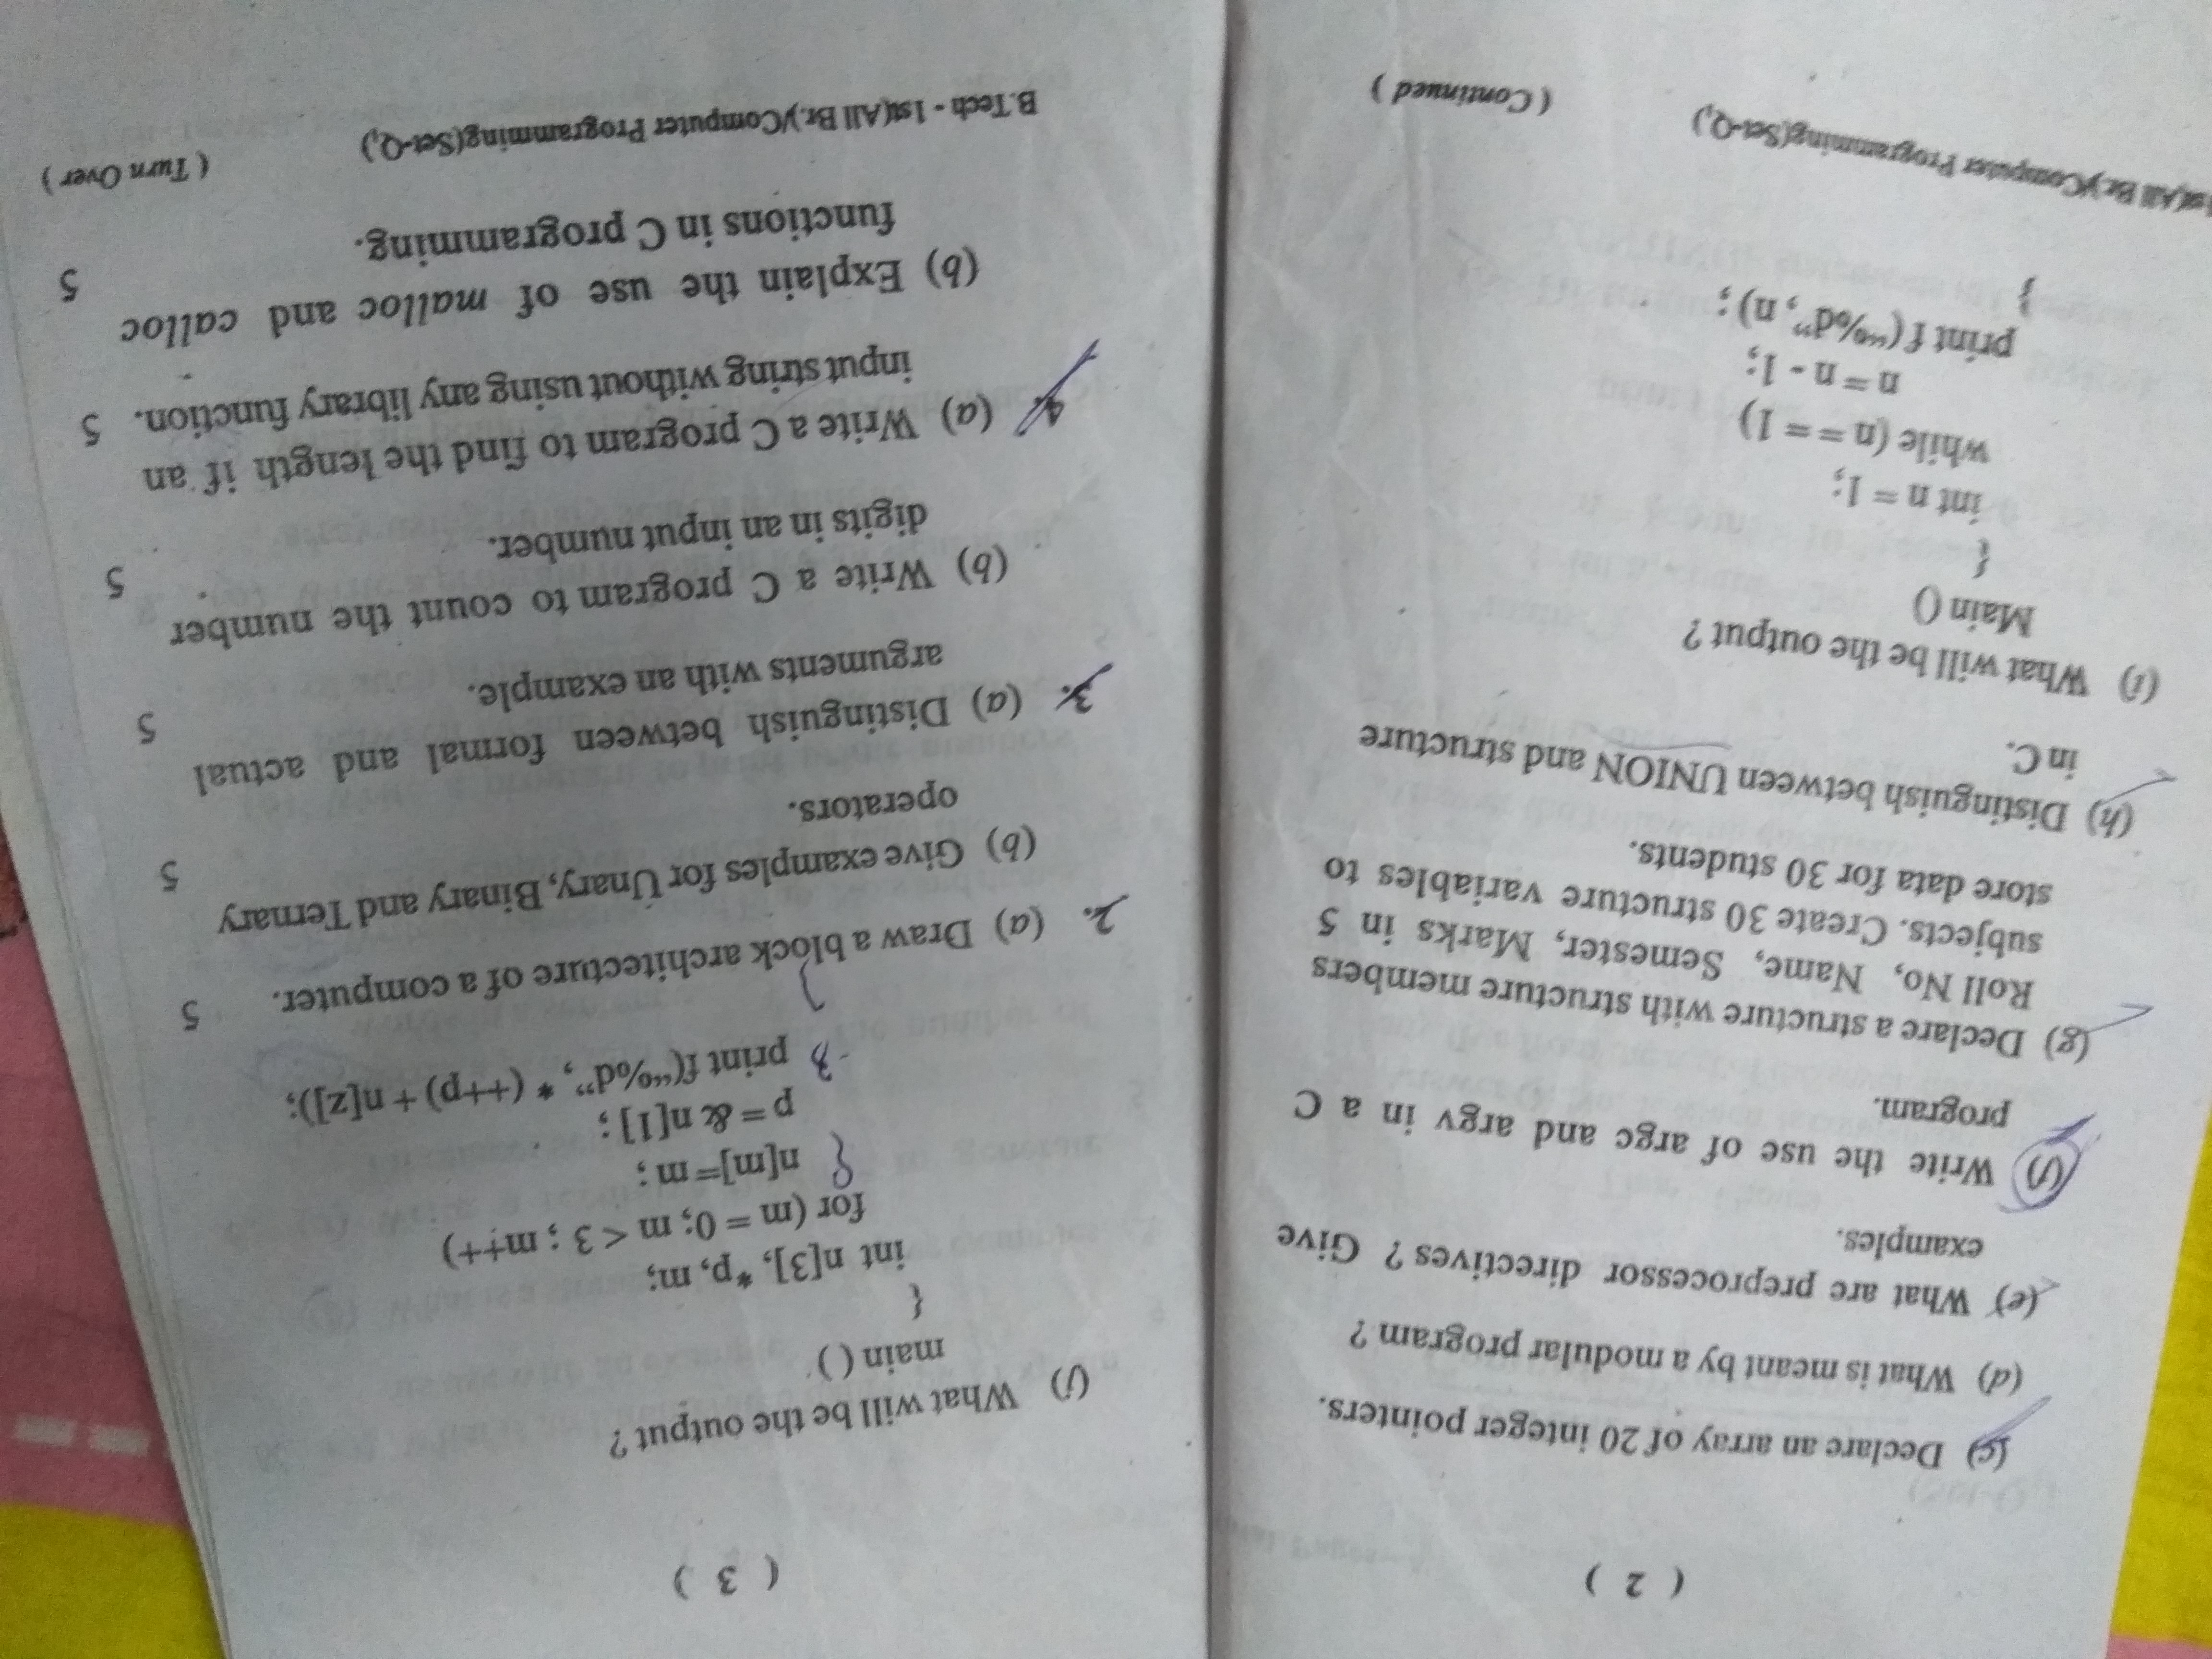 ( 2 )
(c) Declare an array of 20 integer pointers.
(d) What is meant by a modular program ?
(e) What are preprocessor directives ? Give
examples.
(f) Write the use of argc and argv in a C
program.
(g) Declare a structure with structure members
Roll No, Name, Semester, Marks in 5
subjects. Create 30 structure variables to
store data for 30 students.
(h) Distinguish between UNION and structure
in C.
(i) What will be the output ?
Main ()
{
int n = 1;
while (n = = 1)
n = n - 1;
print f (“%d”, n) ;
}
1st(All Br.)/Computer Programming(Set-Q1)
( Continued )
( 3 )
(j) What will be the output ?
main ( )
{
int n[3], *p, m;
for (m = 0; m < 3 ; m++)
{ n[m]= m ;
p = & n[1] ;
print f(“%d”, * (++p) + n[z]);
}
2. (a) Draw a block architecture of a computer. 5
(b) Give examples for Unary, Binary and Ternary
operators. 5
3. (a) Distinguish between formal and actual
arguments with an example. 5
(b) Write a C program to count the number
digits in an input number. 5
4. (a) Write a C program to find the length if an
input string without using any library function. 5
(b) Explain the use of malloc and calloc
functions in C programming. 5
B.Tech - 1st(All Br.)/Computer Programming(Set-Q1)
( Turn Over )